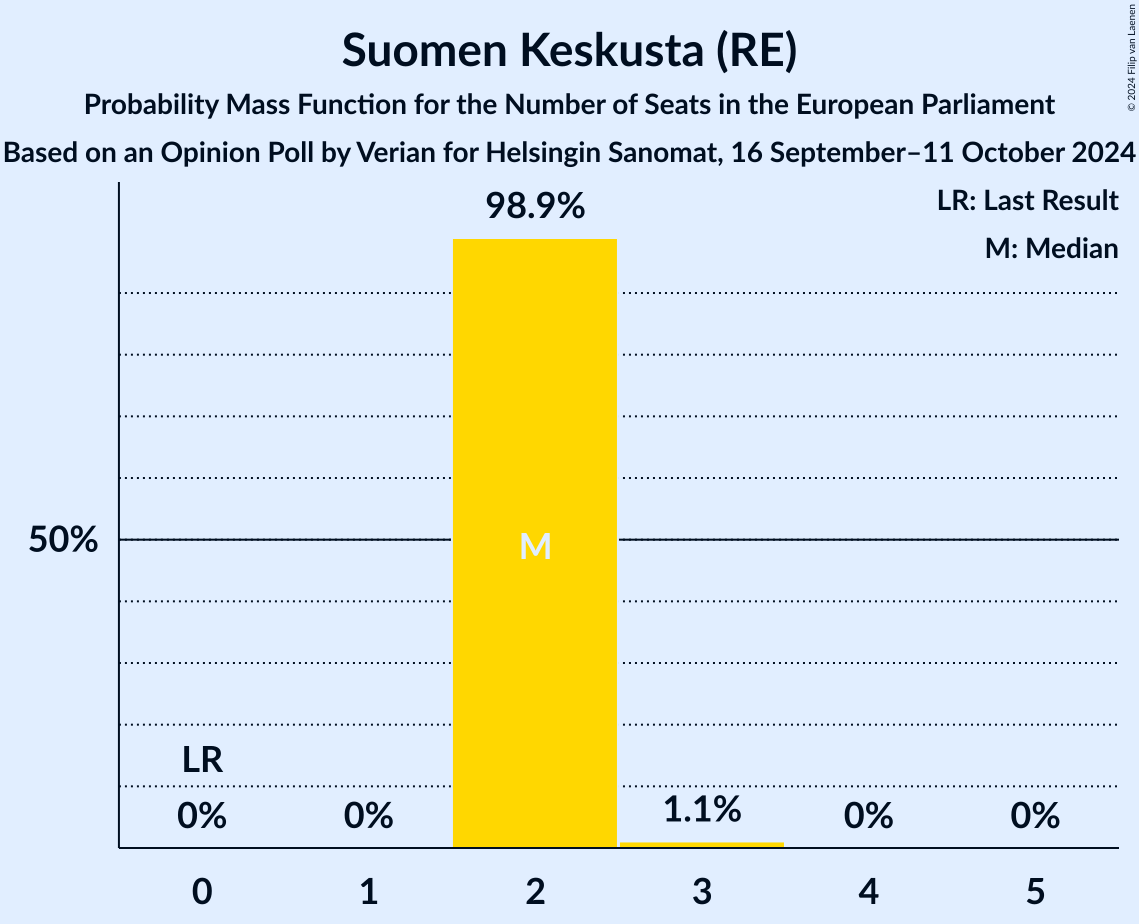 Suomen Keskusta (RE)
Probability Mass Function for the Number of Seats in the European Parliament
Based on an Opinion Poll by Verian for Helsingin Sanomat, 16 September–11 October 2024
© 2024 Filip van Laenen
LR: Last Result
M: Median
98.9%
50%
M
LR
0%
0%
1.1%
0%
0%
0
1
2
3
4
5